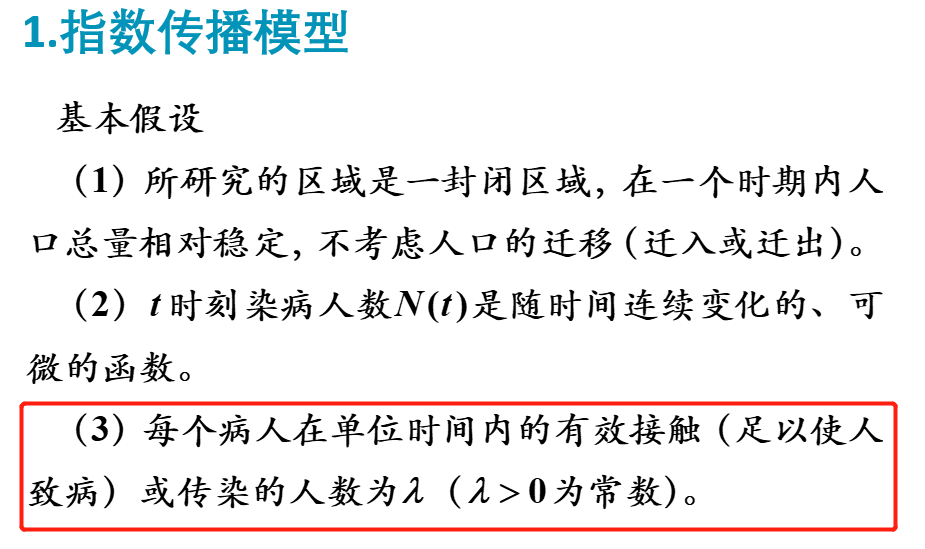 1.指数传播模型
基本假设
（1）所研究的区域是一封闭区域，在一个时期内人
口总量相对稳定，不考虑人口的迁移（迁入或迁出）。
（2）t时刻染病人数N(t)是随时间连续变化的、可
微的函数。
（3）每个病人在单位时间内的有效接触（足以使人
致病）或传染的人数为λ（λ>0为常数）。